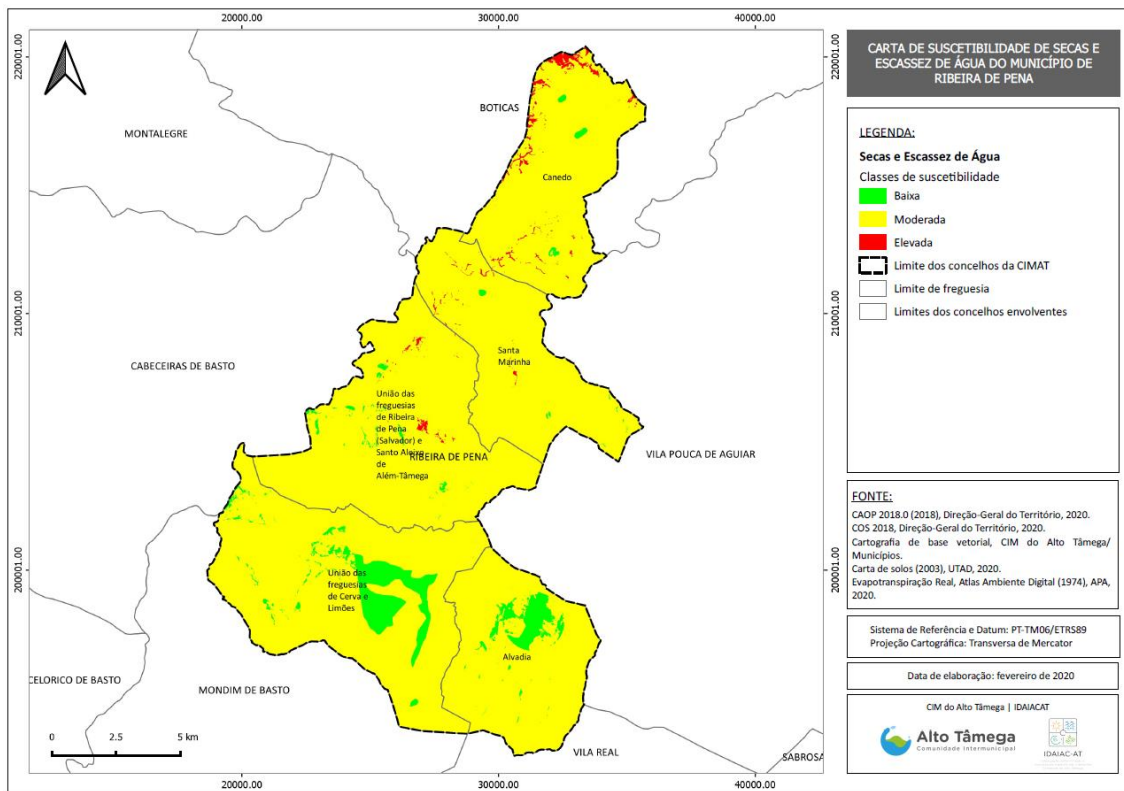 20000.00
30000.00
40000.00
220001.00
220001.00
210001.00
210001.00
200001.00
200001.00
BOTICAS
MONTALEGRE
Canedo
CABECEIRAS DE BASTO
Santa
Marinha
União das
freguesias
de Ribeira
de Pena
(Salvador) e
Santo Aleixo
de
Além-Tâmega
RIBEIRA DE PENA
VILA POUCA DE AGUIAR
União das
freguesias
de Cerva e
Limões
Alvadia
CELORICO DE BASTO
MONDIM DE BASTO
VILA REAL
SABROSA
0 2.5 5 km
20000.00
30000.00
40000.00
CARTA DE SUSCETIBILIDADE DE SECAS E
ESCASSEZ DE ÁGUA DO MUNICÍPIO DE
RIBEIRA DE PENA
LEGENDA:
Secas e Escassez de Água
Classes de suscetibilidade
Baixa
Moderada
Elevada
Limite dos concelhos da CIMAT
Limite de freguesia
Limites dos concelhos envolventes
FONTE:
CAOP 2018.0 (2018), Direção-Geral do Território, 2020.
COS 2018, Direção-Geral do Território, 2020.
Cartografia de base vetorial, CIM do Alto Tâmega/
Municípios.
Carta de solos (2003), UTAD, 2020.
Evapotranspiração Real, Atlas Ambiente Digital (1974), APA,
2020.
Sistema de Referência e Datum: PT-TM06/ETRS89
Projeção Cartográfica: Transversa de Mercator
Data de elaboração: fevereiro de 2020
CIM do Alto Tâmega | IDAIACAT
Alto Tâmega
Comunidade Intermunicipal
IDAIAC-AT